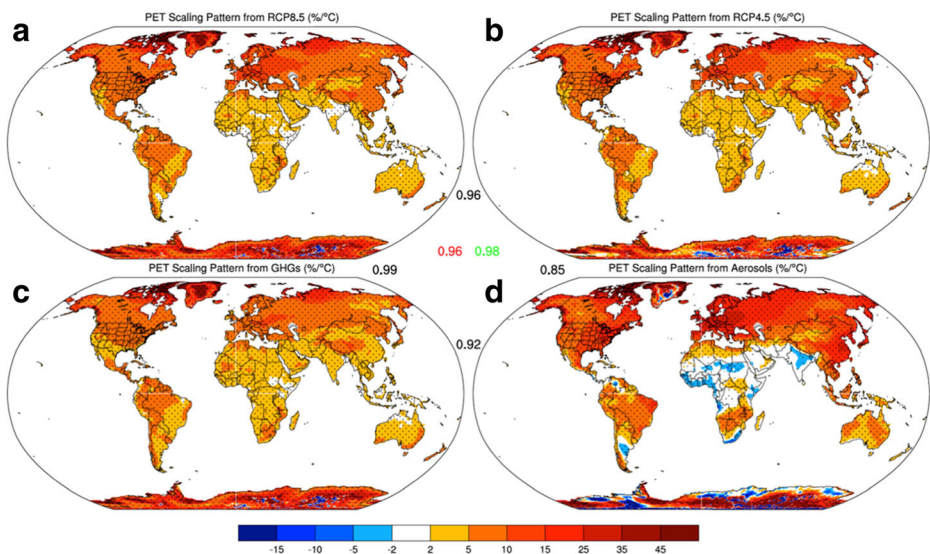 a
PET Scaling Pattern from RCP8.5 (%/°C)
b
PET Scaling Pattern from RCP4.5 (%/°C)
0.96
0.96 0.98
c
PET Scaling Pattern from GHGs (%/°C)
0.99
0.85
d
PET Scaling Pattern from Aerosols (%/°C)
0.92
-15 -10 -5 -2 2 5 10 15 25 35 45